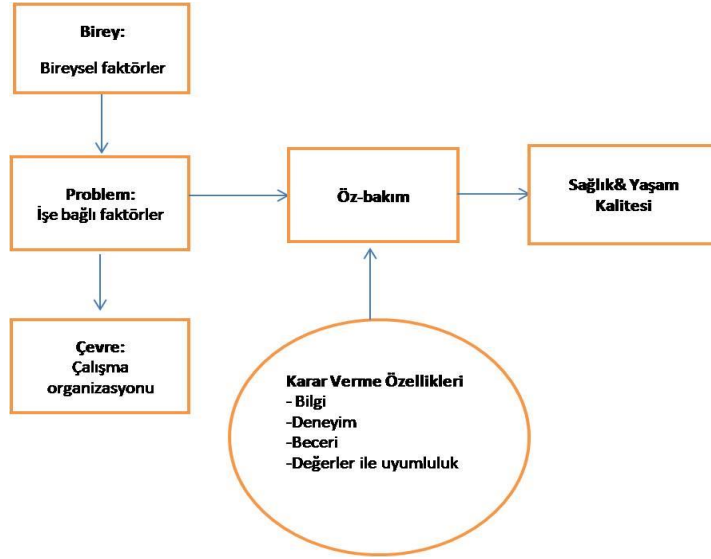 Birey:
Bireysel faktörler
Problem:
İşe bağlı faktörler
Öz-bakım
Sağlık& Yaşam
Kalitesi
Çevre:
Çalışma
organizasyonu
Karar Verme Özellikleri
- Bilgi
-Deneyim
-Beceri
-Değerler ile uyumluluk